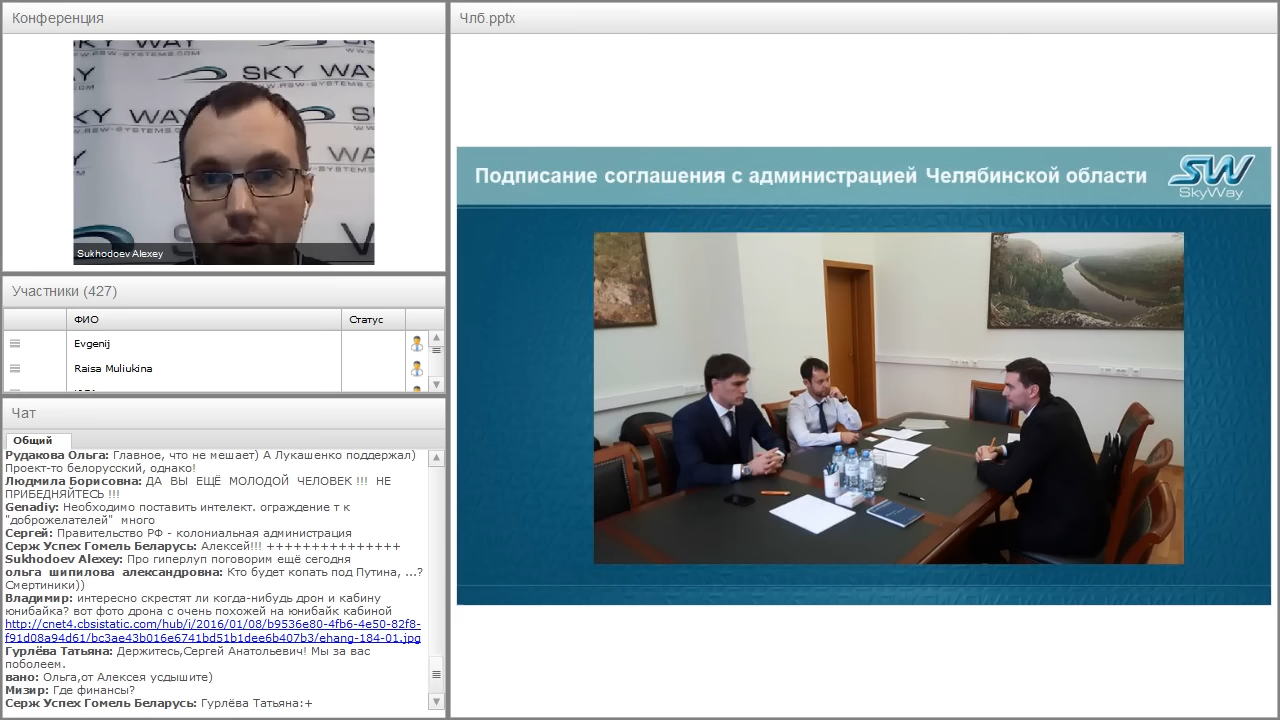 Конференция
SKY WAY
WWW.RSW-SYSTEMS.COM
SKY WAY
Sukhodoev Alexey
Участники (427)
ФИО
Статус
Evgenij
Raisa Muliukina
Чат
Общий
Рудакова Ольга: Главное, что не мешает) А Лукашенко поддержал)
Проект-то белорусский, однако!
Людмила Борисовна: ДА ВЫ ЕЩЁ МОЛОДОЙ ЧЕЛОВЕК !!! НЕ
ПРИБЕДНЯЙТЕСЬ !!!
Genadiy: Необходимо поставить интелект. ограждение т к
"доброжелателей" много
Сергей: Правительство РФ - колониальная администрация
Серж Успех Гомель Беларусь: Алексей!!! +++++++++++++++
Sukhodoev Alexey: Про гиперлуп поговорим ещё сегодня
ольга шипилова александровна: Кто будет копать под Путина, ...?
Смертиники))
Владимир: интересно скрестят ли когда-нибудь дрон и кабину
юнибайка? вот фото дрона с очень похожей на юнибайк кабиной
http://cnet4.cbsistatic.com/hub/i/2016/01/08/b9536e80-4fb6-4e50-82f8-
f91d08a94d61/bc3ae43b016e6741bd51b1dee6b407b3/ehang-184-01.jpg
Гурлёва Татьяна: Держитесь,Сергей Анатольевич! Мы за вас
поболеем.
вано: Ольга,от Алексея усдышите)
Мизир: Где финансы?
Серж Успех Гомель Беларусь: Гурлёва Татьяна:+
Члб.pptx
Подписание соглашения с администрацией Челябинской области
SW
SkyWay